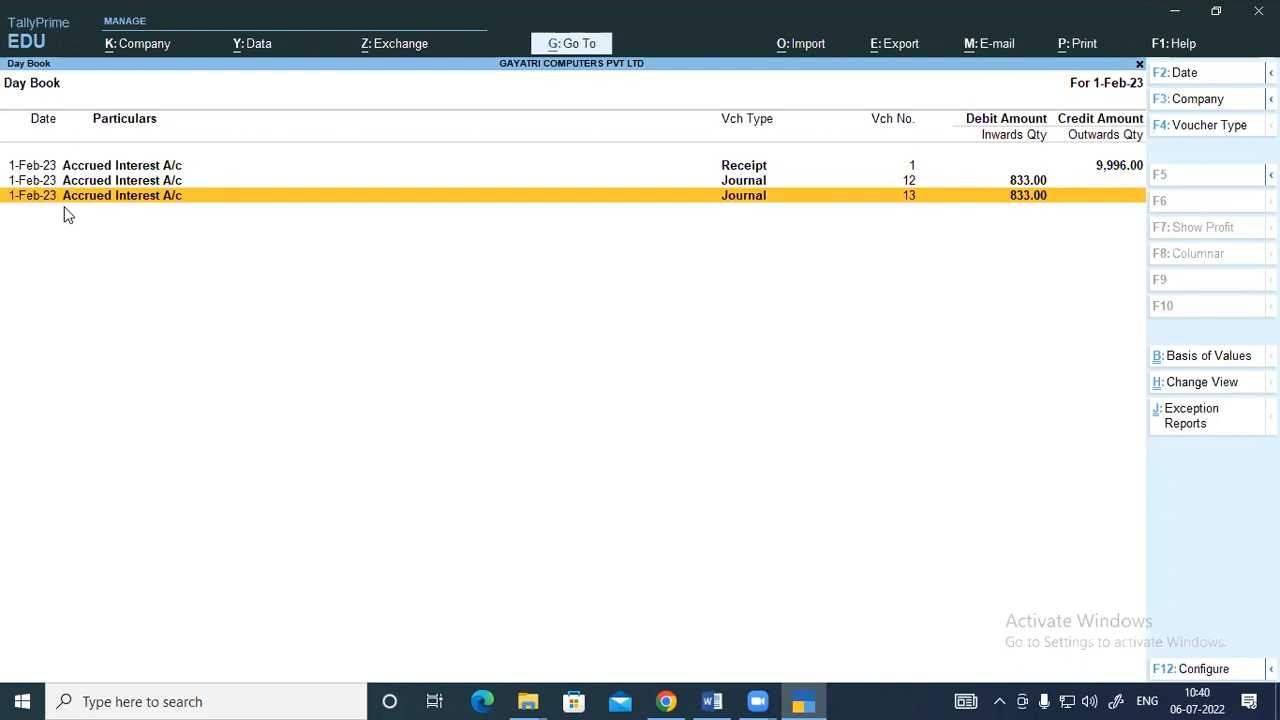 TallyPrime
EDU
MANAGE
K: Company
Y: Data
Z: Exchange
G: Go To
O: Import
E: Export
M: E-mail
P: Print
F1: Help
Day Book
GAYATRI COMPUTERS PVT LTD
Day Book
For 1-Feb-23
Date Particulars Vch Type Vch No. Debit Amount Credit Amount
Inwards Qty Outwards Qty
1-Feb-23 Accrued Interest A/c Receipt 1 9,996.00
1-Feb-23 Accrued Interest A/c Journal 12 833.00
1-Feb-23 Accrued Interest A/c Journal 13 833.00
F2: Date
F3: Company
F4: Voucher Type
F5
F6
F7: Show Profit
F8: Columnar
F9
F10
B: Basis of Values
H: Change View
J: Exception
Reports
Activate Windows
Go to Settings to activate Windows.
F12: Configure
Type here to search
ENG
10:40
06-07-2022